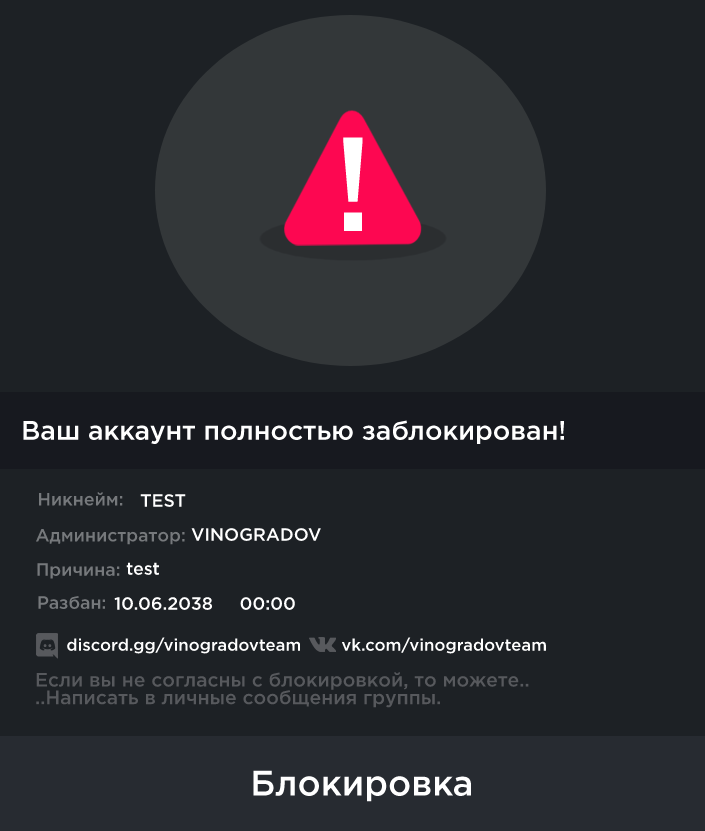 !
Ваш аккаунт полностью заблокирован!
Никнейм: TEST
Администратор: VINOGRADOV
Причина: test
Разбан: 10.06.2038 00:00
discord.gg/vinogradovteam vk.com/vinogradovteam
Если вы не согласны с блокировкой, то можете..
..Написать в личные сообщения группы.
Блокировка